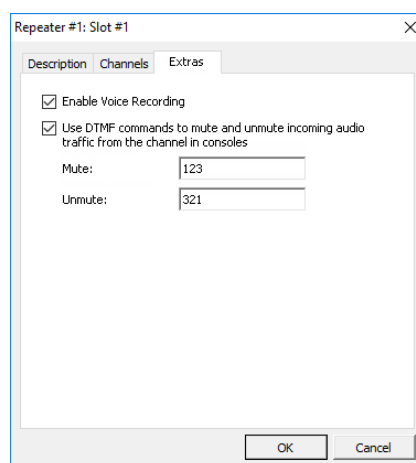 Repeater #1: Slot #1
Description Channels Extras
Enable Voice Recording
Use DTMF commands to mute and unmute incoming audio
traffic from the channel in consoles
Mute: 123
Unmute: 321
OK Cancel